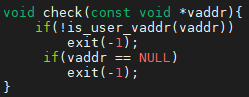 void check(const void *vaddr){
    if(!is_user_vaddr(vaddr))
        exit(-1);
     if(vaddr == NULL)
        exit(-1);
}